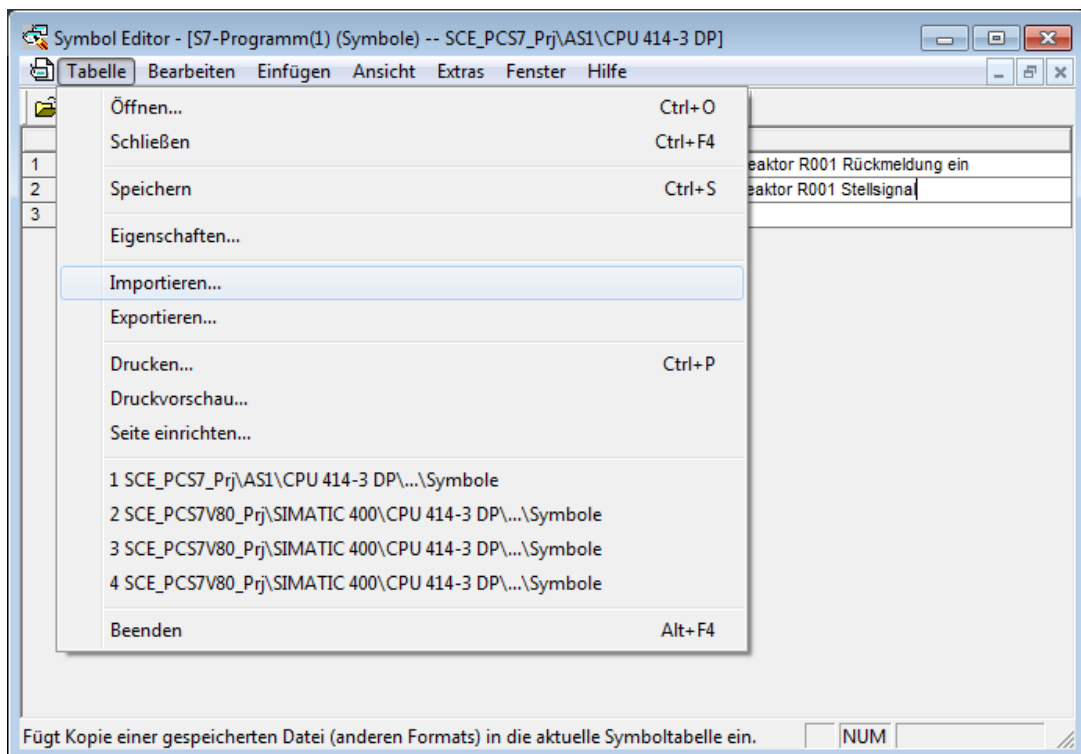 Symbol Editor - [S7-Programm(1) (Symbole) -- SCE_PCS7_Prj\AS1\CPU 414-3 DP]
Tabelle Bearbeiten Einfügen Ansicht Extras Fenster Hilfe
Öffnen... Ctrl+O
Schließen Ctrl+F4
1 eaktor R001 Rückmeldung ein
2 Speichern Ctrl+S eaktor R001 Stellsignal
3
Eigenschaften...
Importieren...
Exportieren...
Drucken... Ctrl+P
Druckvorschau...
Seite einrichten...
1 SCE_PCS7_Prj\AS1\CPU 414-3 DP\...\Symbole
2 SCE_PCS7V80_Prj\SIMATIC 400\CPU 414-3 DP\...\Symbole
3 SCE_PCS7V80_Prj\SIMATIC 400\CPU 414-3 DP\...\Symbole
4 SCE_PCS7V80_Prj\SIMATIC 400\CPU 414-3 DP\...\Symbole
Beenden Alt+F4
Fügt Kopie einer gespeicherten Datei (anderen Formats) in die aktuelle Symboltabelle ein. NUM